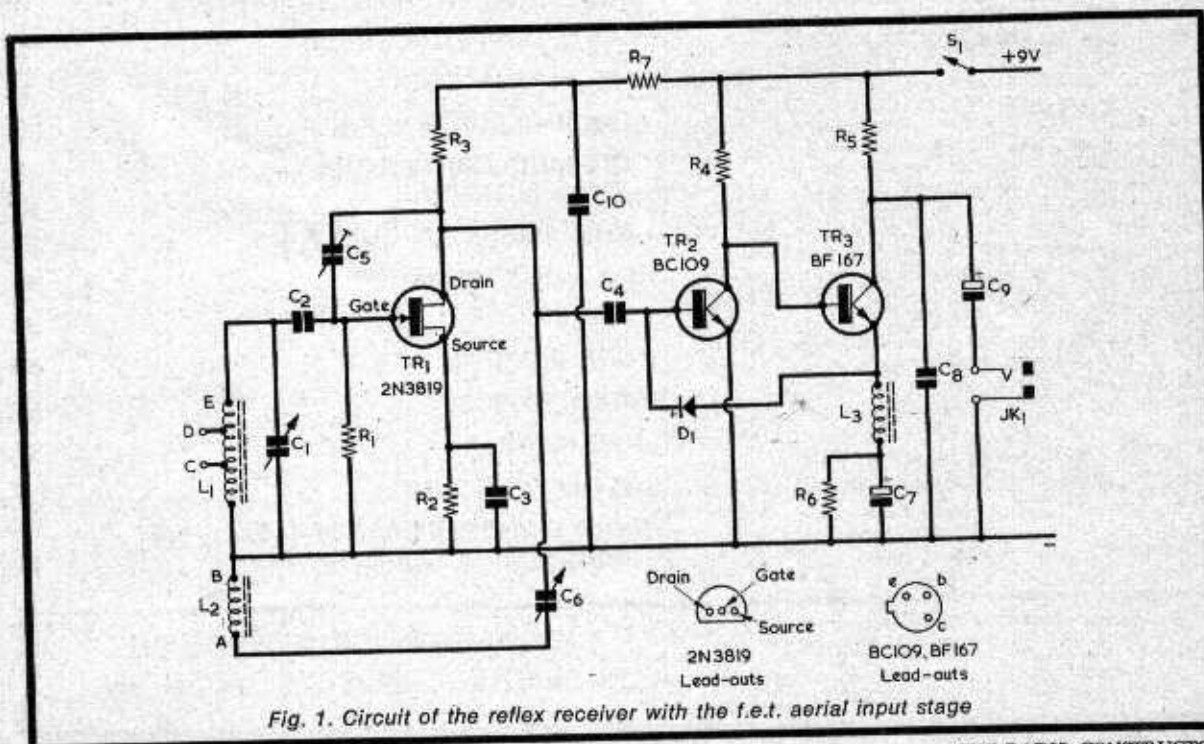 S1
+9V
R7
R3
R4
R5
C10
C5
TR2
BC109
TR3
BF167
C9
C2
Gate
Drain
C4
Source
TR1
2N3819
E
D
C
L1
C1
R1
R2
C3
D1
L3
C8
V
JK1
R6
C7
B
L2
A
C6
Drain
Gate
Source
2N3819
Lead-outs
e
b
c
BC109, BF167
Lead-outs
Fig. 1. Circuit of the reflex receiver with the f.e.t. aerial input stage